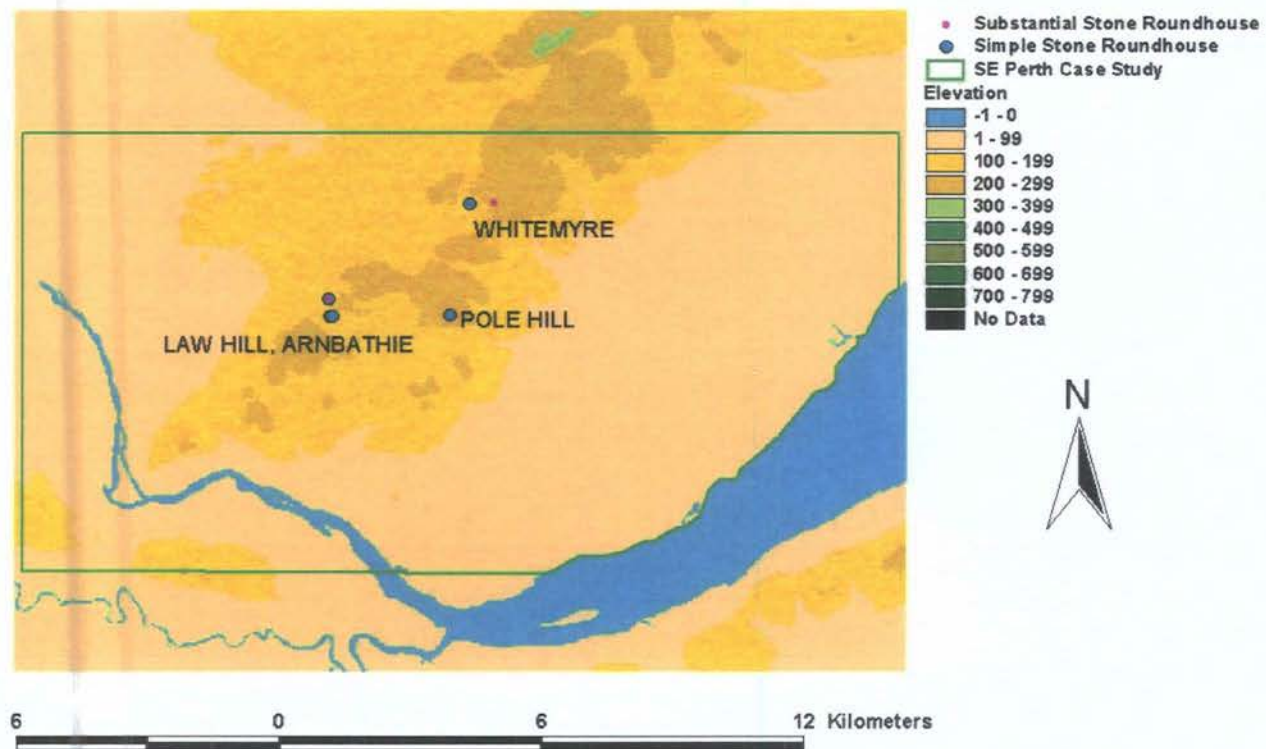 Substantial Stone Roundhouse
Simple Stone Roundhouse
SE Perth Case Study
Elevation
-1 - 0
1 - 99
100 - 199
200 - 299
300 - 399
400 - 499
500 - 599
600 - 699
700 - 799
No Data
WHITEMYRE
POLE HILL
LAW HILL, ARNBATHIE
N
6 0 6 12 Kilometers